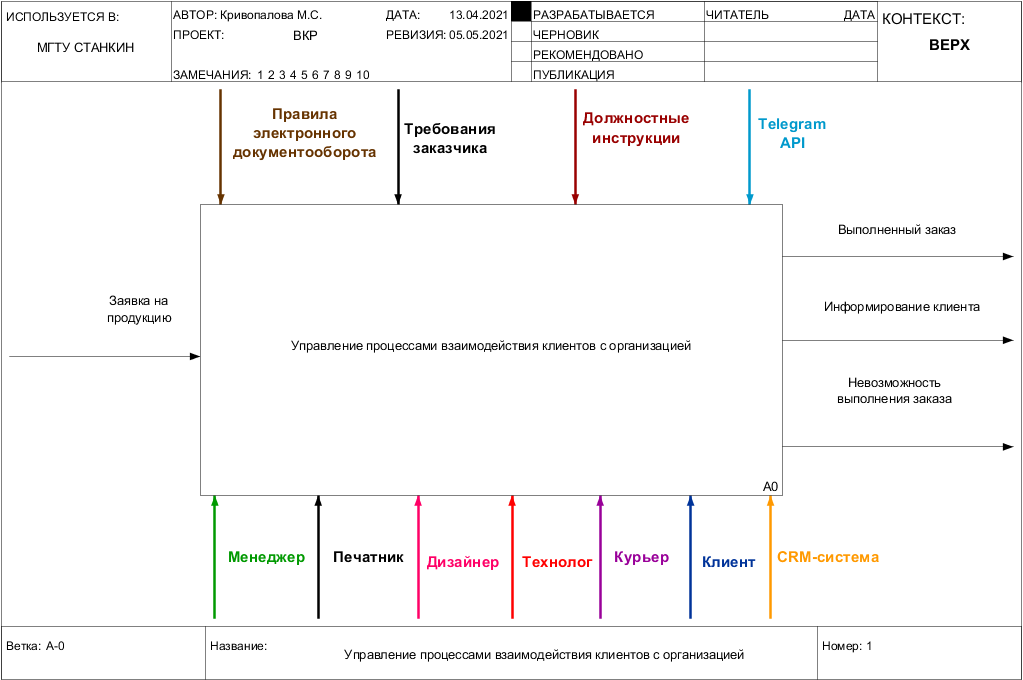 ИСПОЛЬЗУЕТСЯ В:
МГТУ СТАНКИН
АВТОР: Кривопалова М.С.
ДАТА: 13.04.2021
ПРОЕКТ: ВКР
РЕВИЗИЯ: 05.05.2021
ЗАМЕЧАНИЯ: 1 2 3 4 5 6 7 8 9 10
РАЗРАБАТЫВАЕТСЯ
ЧЕРНОВИК
РЕКОМЕНДОВАНО
ПУБЛИКАЦИЯ
ЧИТАТЕЛЬ ДАТА
КОНТЕКСТ:
ВЕРХ
Правила
электронного
документооборота
Требования
заказчика
Должностные
инструкции
Telegram
API
Заявка на
продукцию
Управление процессами взаимодействия клиентов с организацией
A0
Выполненный заказ
Информирование клиента
Невозможность
выполнения заказа
Менеджер
Печатник
Дизайнер
Технолог
Курьер
Клиент
CRM-система
Ветка: A-0
Название:
Управление процессами взаимодействия клиентов с организацией
Номер: 1